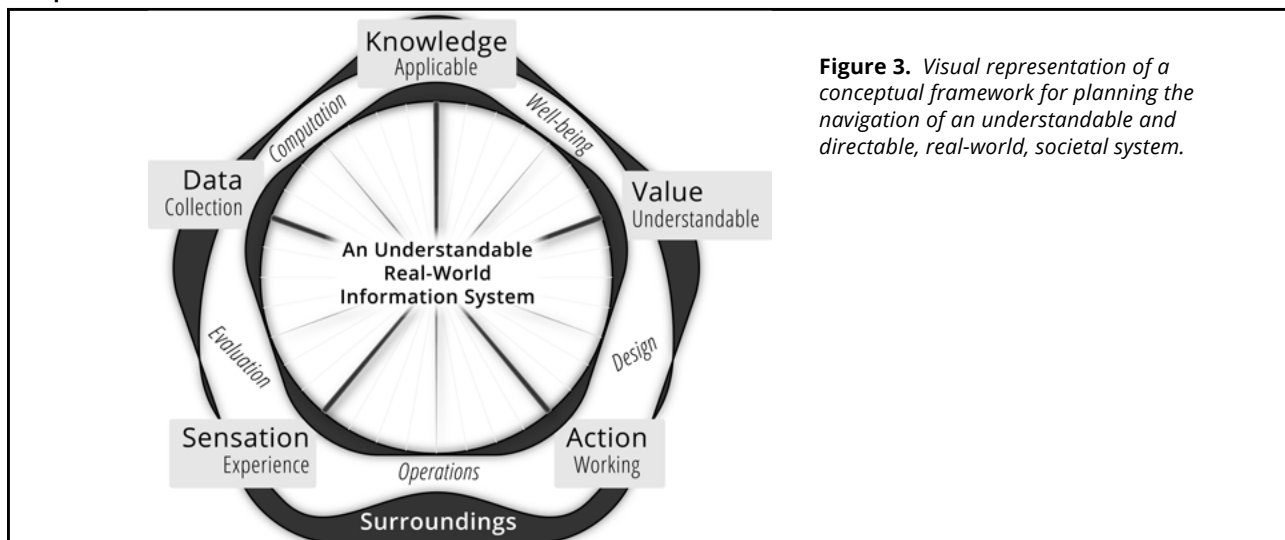 Knowledge
Applicable
Computation
Well-being
Data
Collection
Value
Understandable
An Understandable
Real-World
Information System
Evaluation
Design
Sensation
Experience
Action
Working
Operations
Surroundings
Figure 3. Visual representation of a
conceptual framework for planning the
navigation of an understandable and
directable, real-world, societal system.